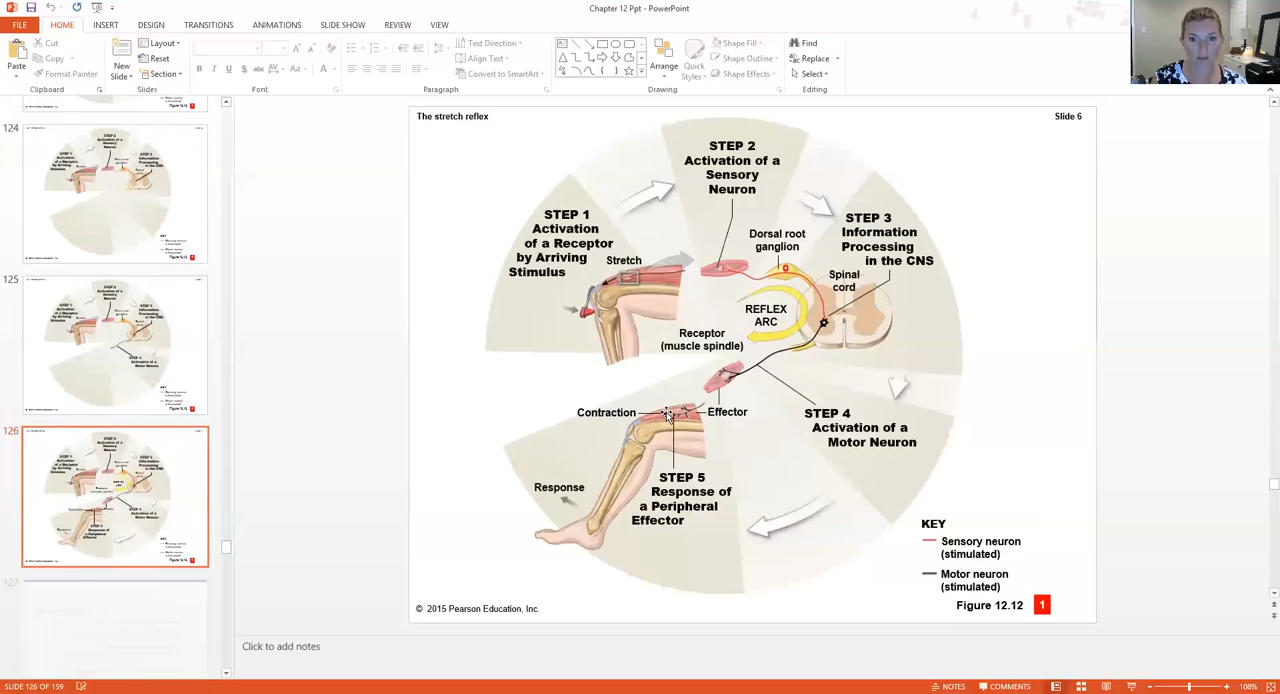 Chapter 12 Ppt - PowerPoint
FILE HOME INSERT DESIGN TRANSITIONS ANIMATIONS SLIDE SHOW REVIEW VIEW
Paste
Cut
Copy
Format Painter
Clipboard
New
Slide
Layout
Reset
Section
Slides
Font
Text Direction
Align Text
Convert to SmartArt
Paragraph
Arrange
Quick
Styles
Shape Fill
Shape Outline
Shape Effects
Drawing
Find
Replace
Select
Editing
124
125
126
127
The stretch reflex
Slide 6
STEP 1
Activation
of a Receptor
by Arriving
Stimulus
Stretch
STEP 2
Activation of a
Sensory
Neuron
Dorsal root
ganglion
STEP 3
Information
Processing
in the CNS
Spinal
cord
REFLEX
ARC
Receptor
(muscle spindle)
Contraction
Effector
STEP 4
Activation of a
Motor Neuron
Response
STEP 5
Response of
a Peripheral
Effector
KEY
Sensory neuron
(stimulated)
Motor neuron
(stimulated)
© 2015 Pearson Education, Inc.
Figure 12.12 1
Click to add notes
SLIDE 126 OF 159
NOTES COMMENTS 108%